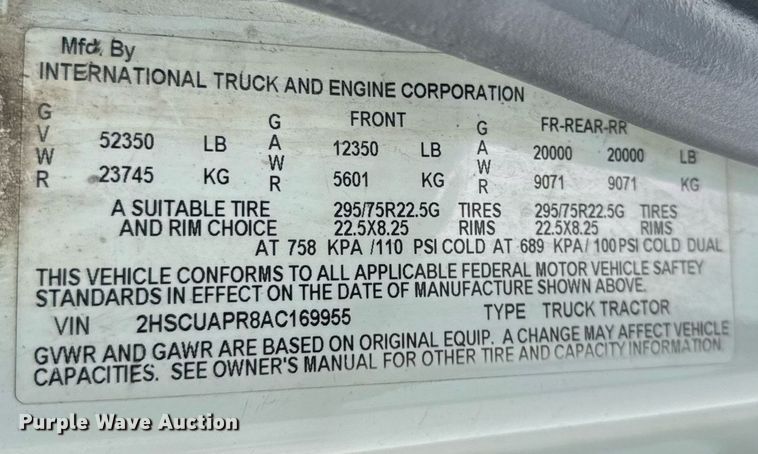 Mfd. By
INTERNATIONAL TRUCK AND ENGINE CORPORATION
GVWR 52350 LB GAWR FRONT 12350 LB GAWR FR-REAR-RR 20000 20000 LB
23745 KG 5601 KG 9071 9071 KG
A SUITABLE TIRE 295/75R22.5G TIRES 295/75R22.5G TIRES
AND RIM CHOICE 22.5X8.25 RIMS 22.5X8.25 RIMS
AT 758 KPA /110 PSI COLD AT 689 KPA/ 100 PSI COLD DUAL
THIS VEHICLE CONFORMS TO ALL APPLICABLE FEDERAL MOTOR VEHICLE SAFTEY
STANDARDS IN EFFECT ON THE DATE OF MANUFACTURE SHOWN ABOVE.
VIN 2HSCUAPR8AC169955 TYPE TRUCK TRACTOR
GVWR AND GAWR ARE BASED ON ORIGINAL EQUIP. A CHANGE MAY AFFECT VEHICLE
CAPACITIES. SEE OWNER'S MANUAL FOR OTHER TIRE AND CAPACITY INFORMATION.
Purple Wave Auction